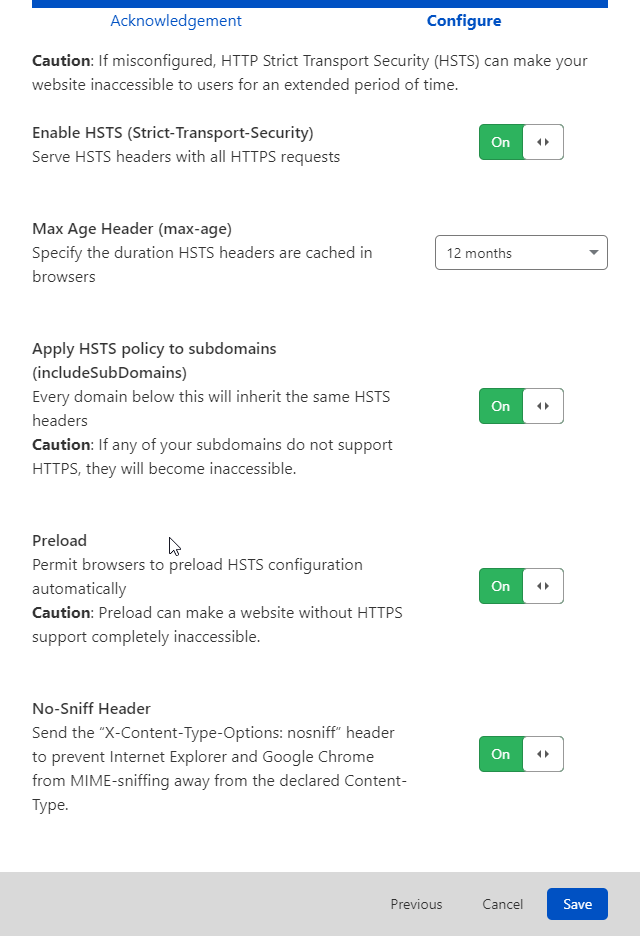 Acknowledgement Configure
Caution: If misconfigured, HTTP Strict Transport Security (HSTS) can make your
website inaccessible to users for an extended period of time.
Enable HSTS (Strict-Transport-Security)
Serve HSTS headers with all HTTPS requests
On
Max Age Header (max-age)
Specify the duration HSTS headers are cached in
browsers
12 months
Apply HSTS policy to subdomains
(includeSubDomains)
Every domain below this will inherit the same HSTS
headers
Caution: If any of your subdomains do not support
HTTPS, they will become inaccessible.
On
Preload
Permit browsers to preload HSTS configuration
automatically
Caution: Preload can make a website without HTTPS
support completely inaccessible.
On
No-Sniff Header
Send the “X-Content-Type-Options: nosniff” header
to prevent Internet Explorer and Google Chrome
from MIME-sniffing away from the declared Content-
Type.
On
Previous Cancel Save